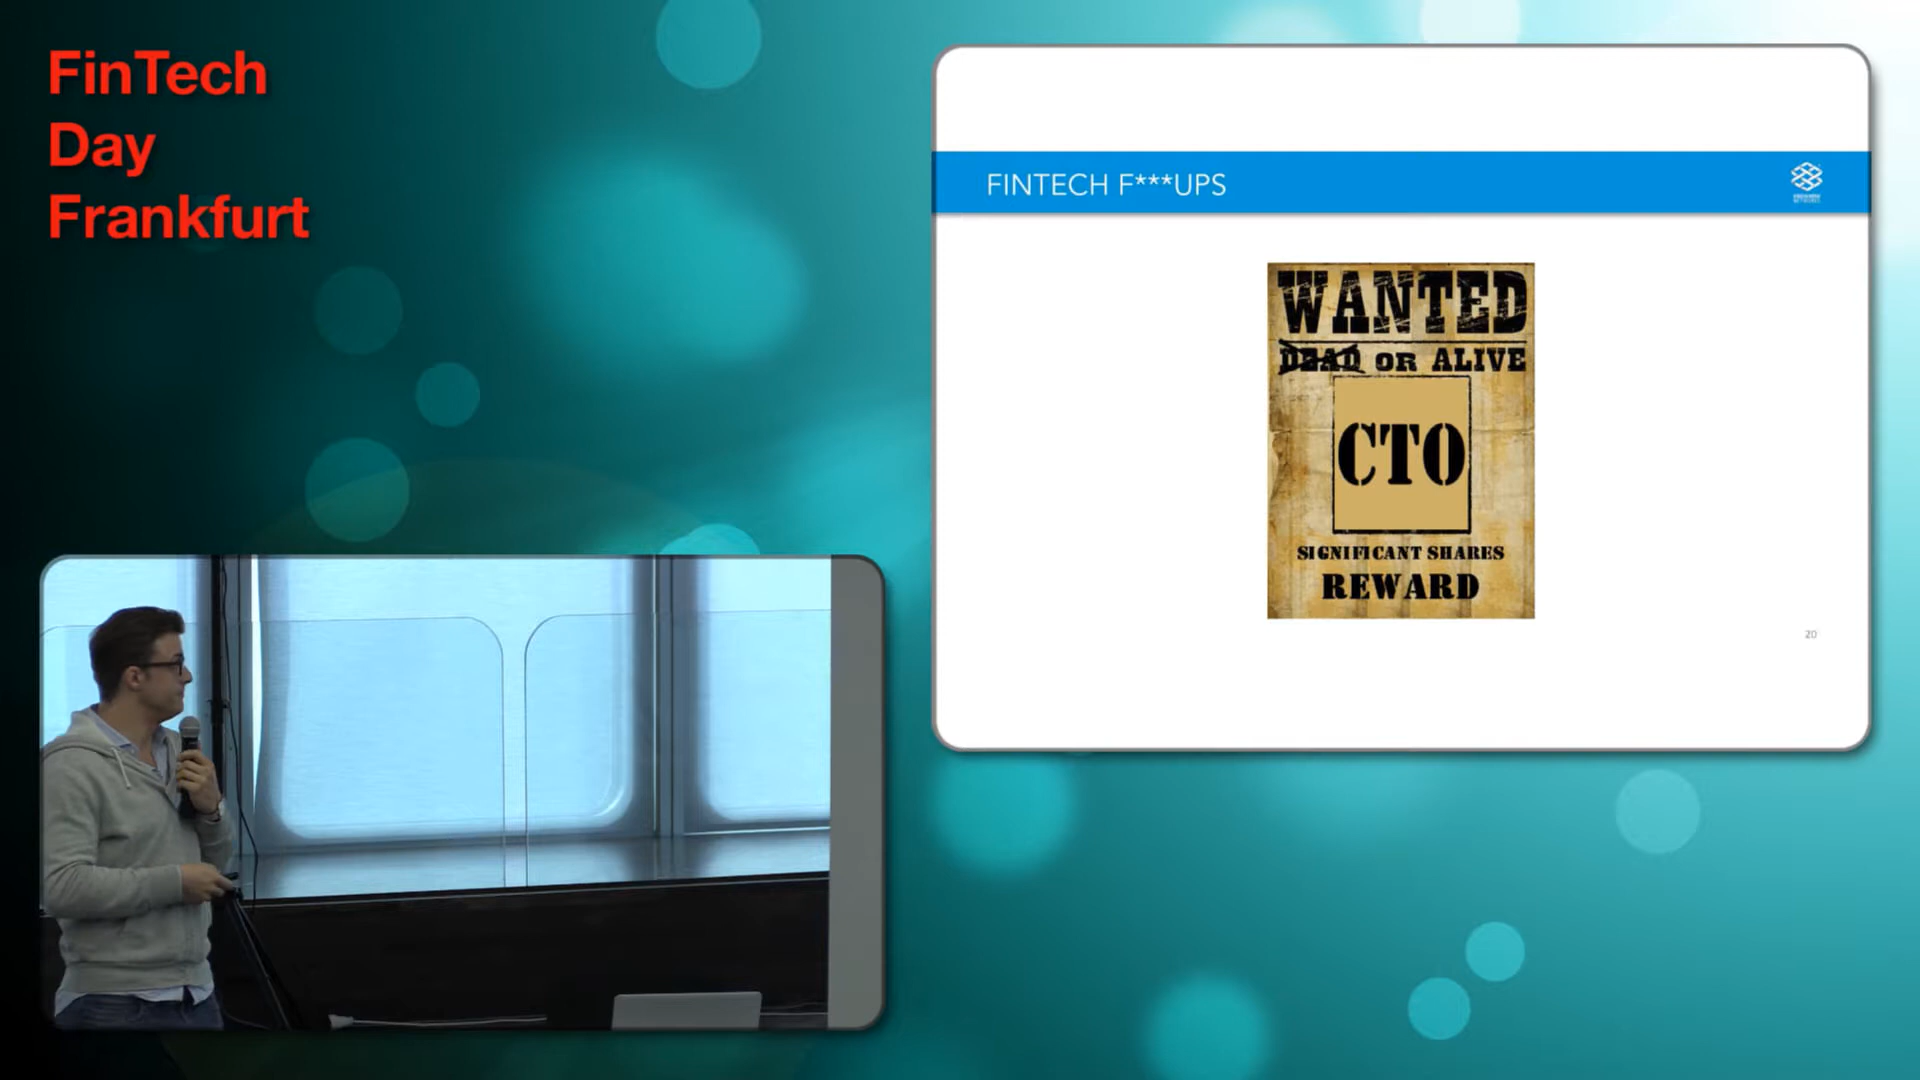 FinTech
Day
Frankfurt
FINTECH F***UPS
WANTED
DEAD OR ALIVE
CTO
SIGNIFICANT SHARES
REWARD
20